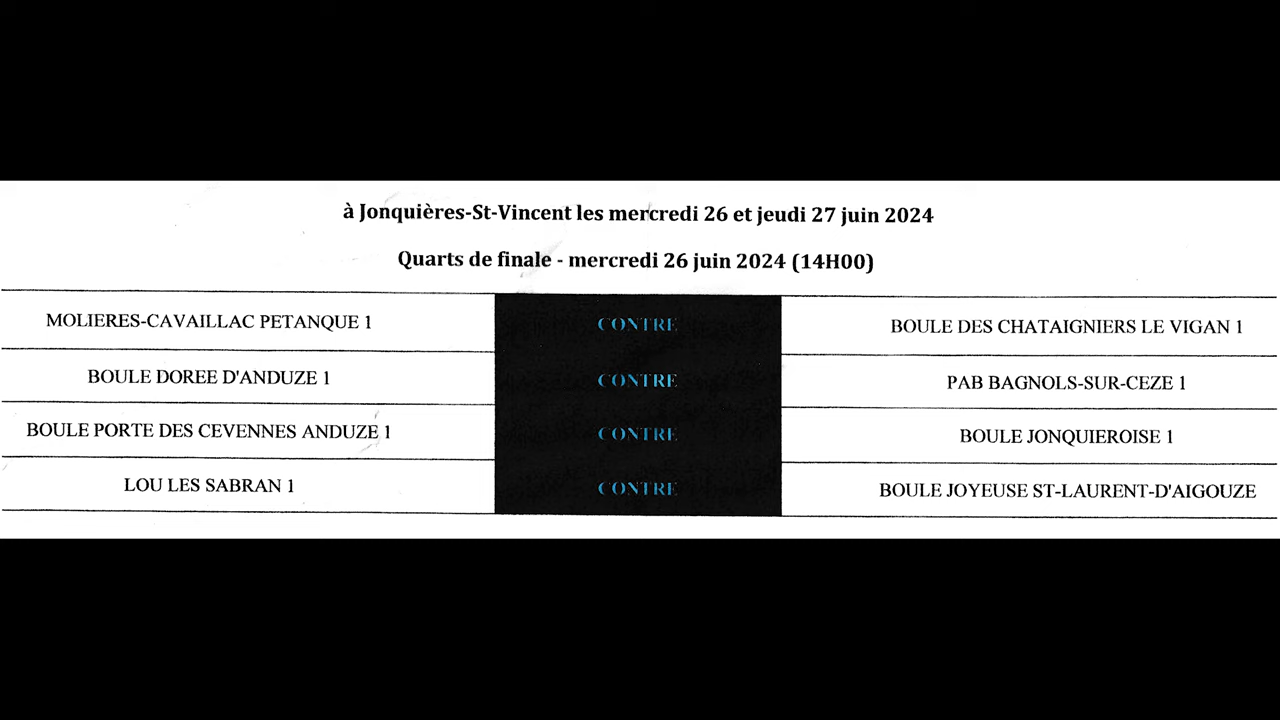 à Jonquières-St-Vincent les mercredi 26 et jeudi 27 juin 2024
Quarts de finale - mercredi 26 juin 2024 (14H00)
MOLIERES-CAVAILLAC PETANQUE 1 CONTRE BOULE DES CHATAIGNIERS LE VIGAN 1
BOULE DOREE D'ANDUZE 1 CONTRE PAB BAGNOLS-SUR-CEZE 1
BOULE PORTE DES CEVENNES ANDUZE 1 CONTRE BOULE JONQUIEROISE 1
LOU LES SABRAN 1 CONTRE BOULE JOYEUSE ST-LAURENT-D'AIGOUZE